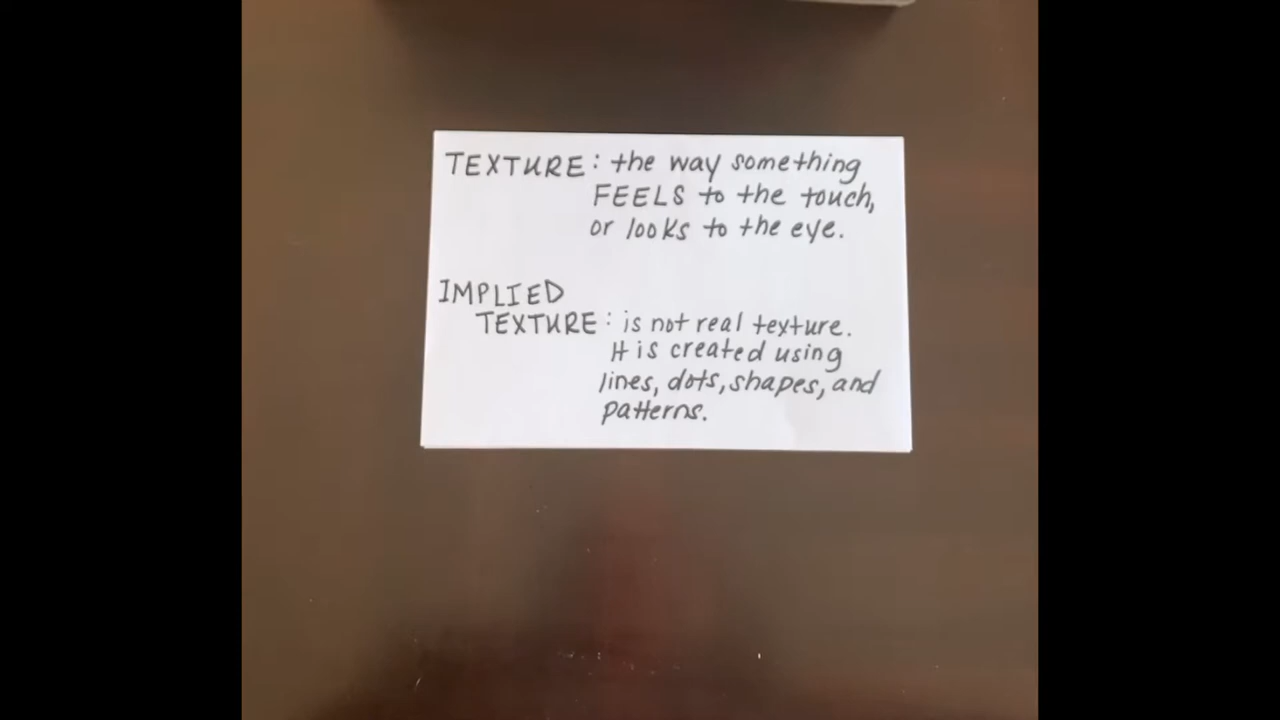 TEXTURE: the way something
FEELS to the touch,
or looks to the eye.
IMPLIED
TEXTURE: is not real texture.
It is created using
lines, dots, shapes, and
patterns.